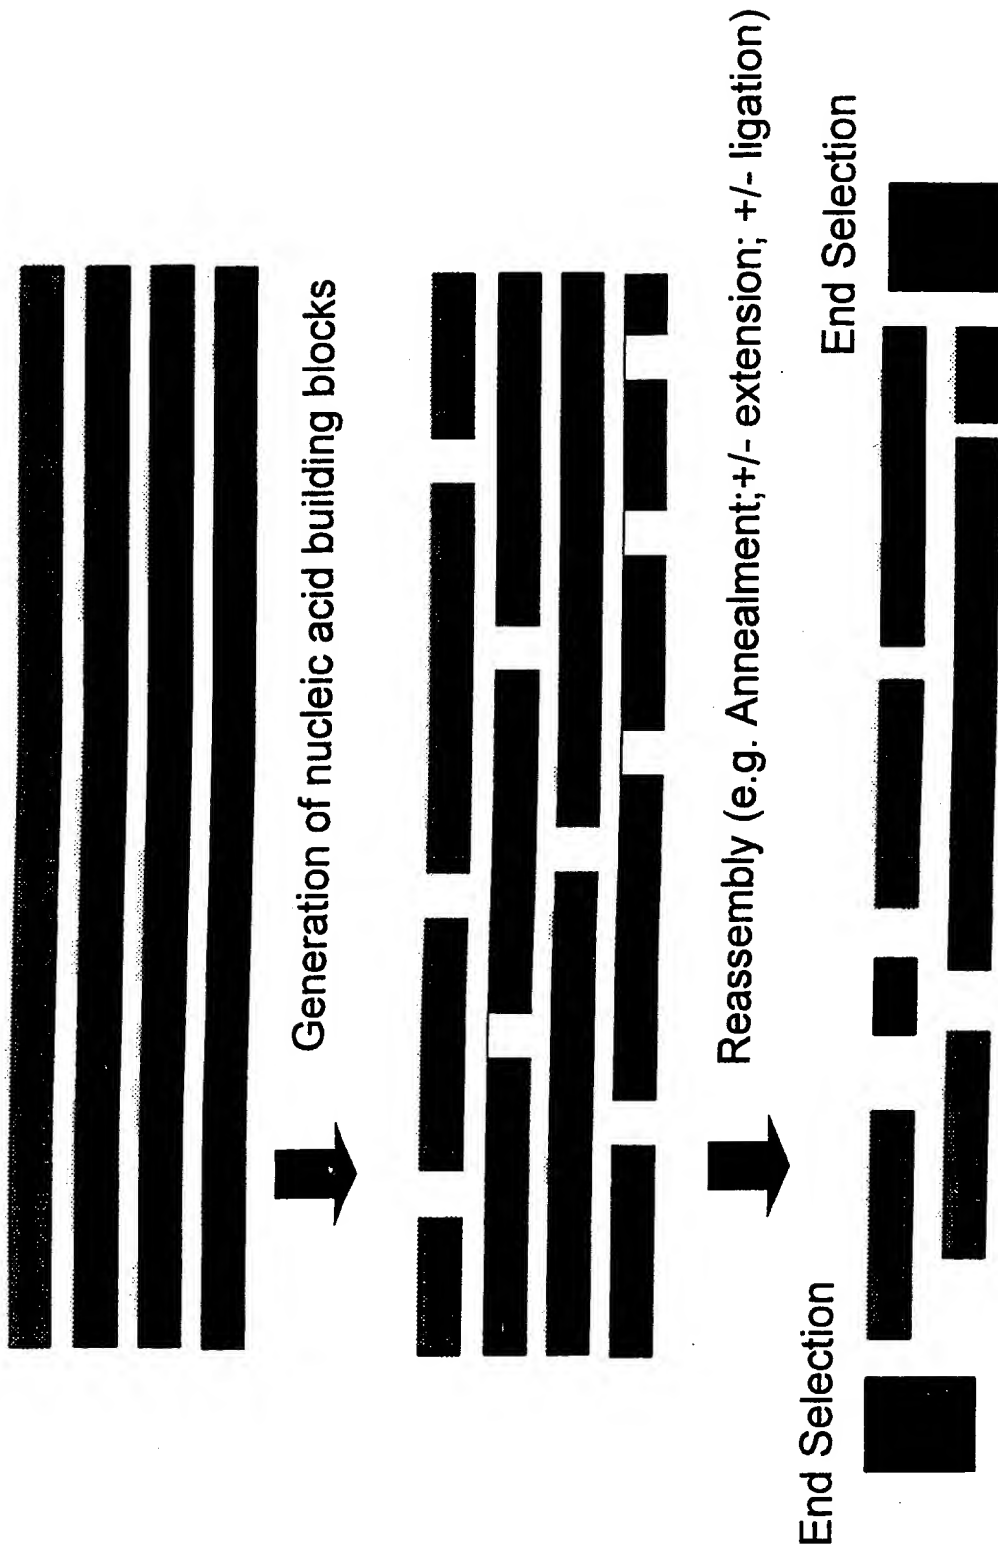 Generation of nucleic acid building blocks
Reassembly (e.g. Annealment;+/- extension; +/- ligation)
End Selection
End Selection